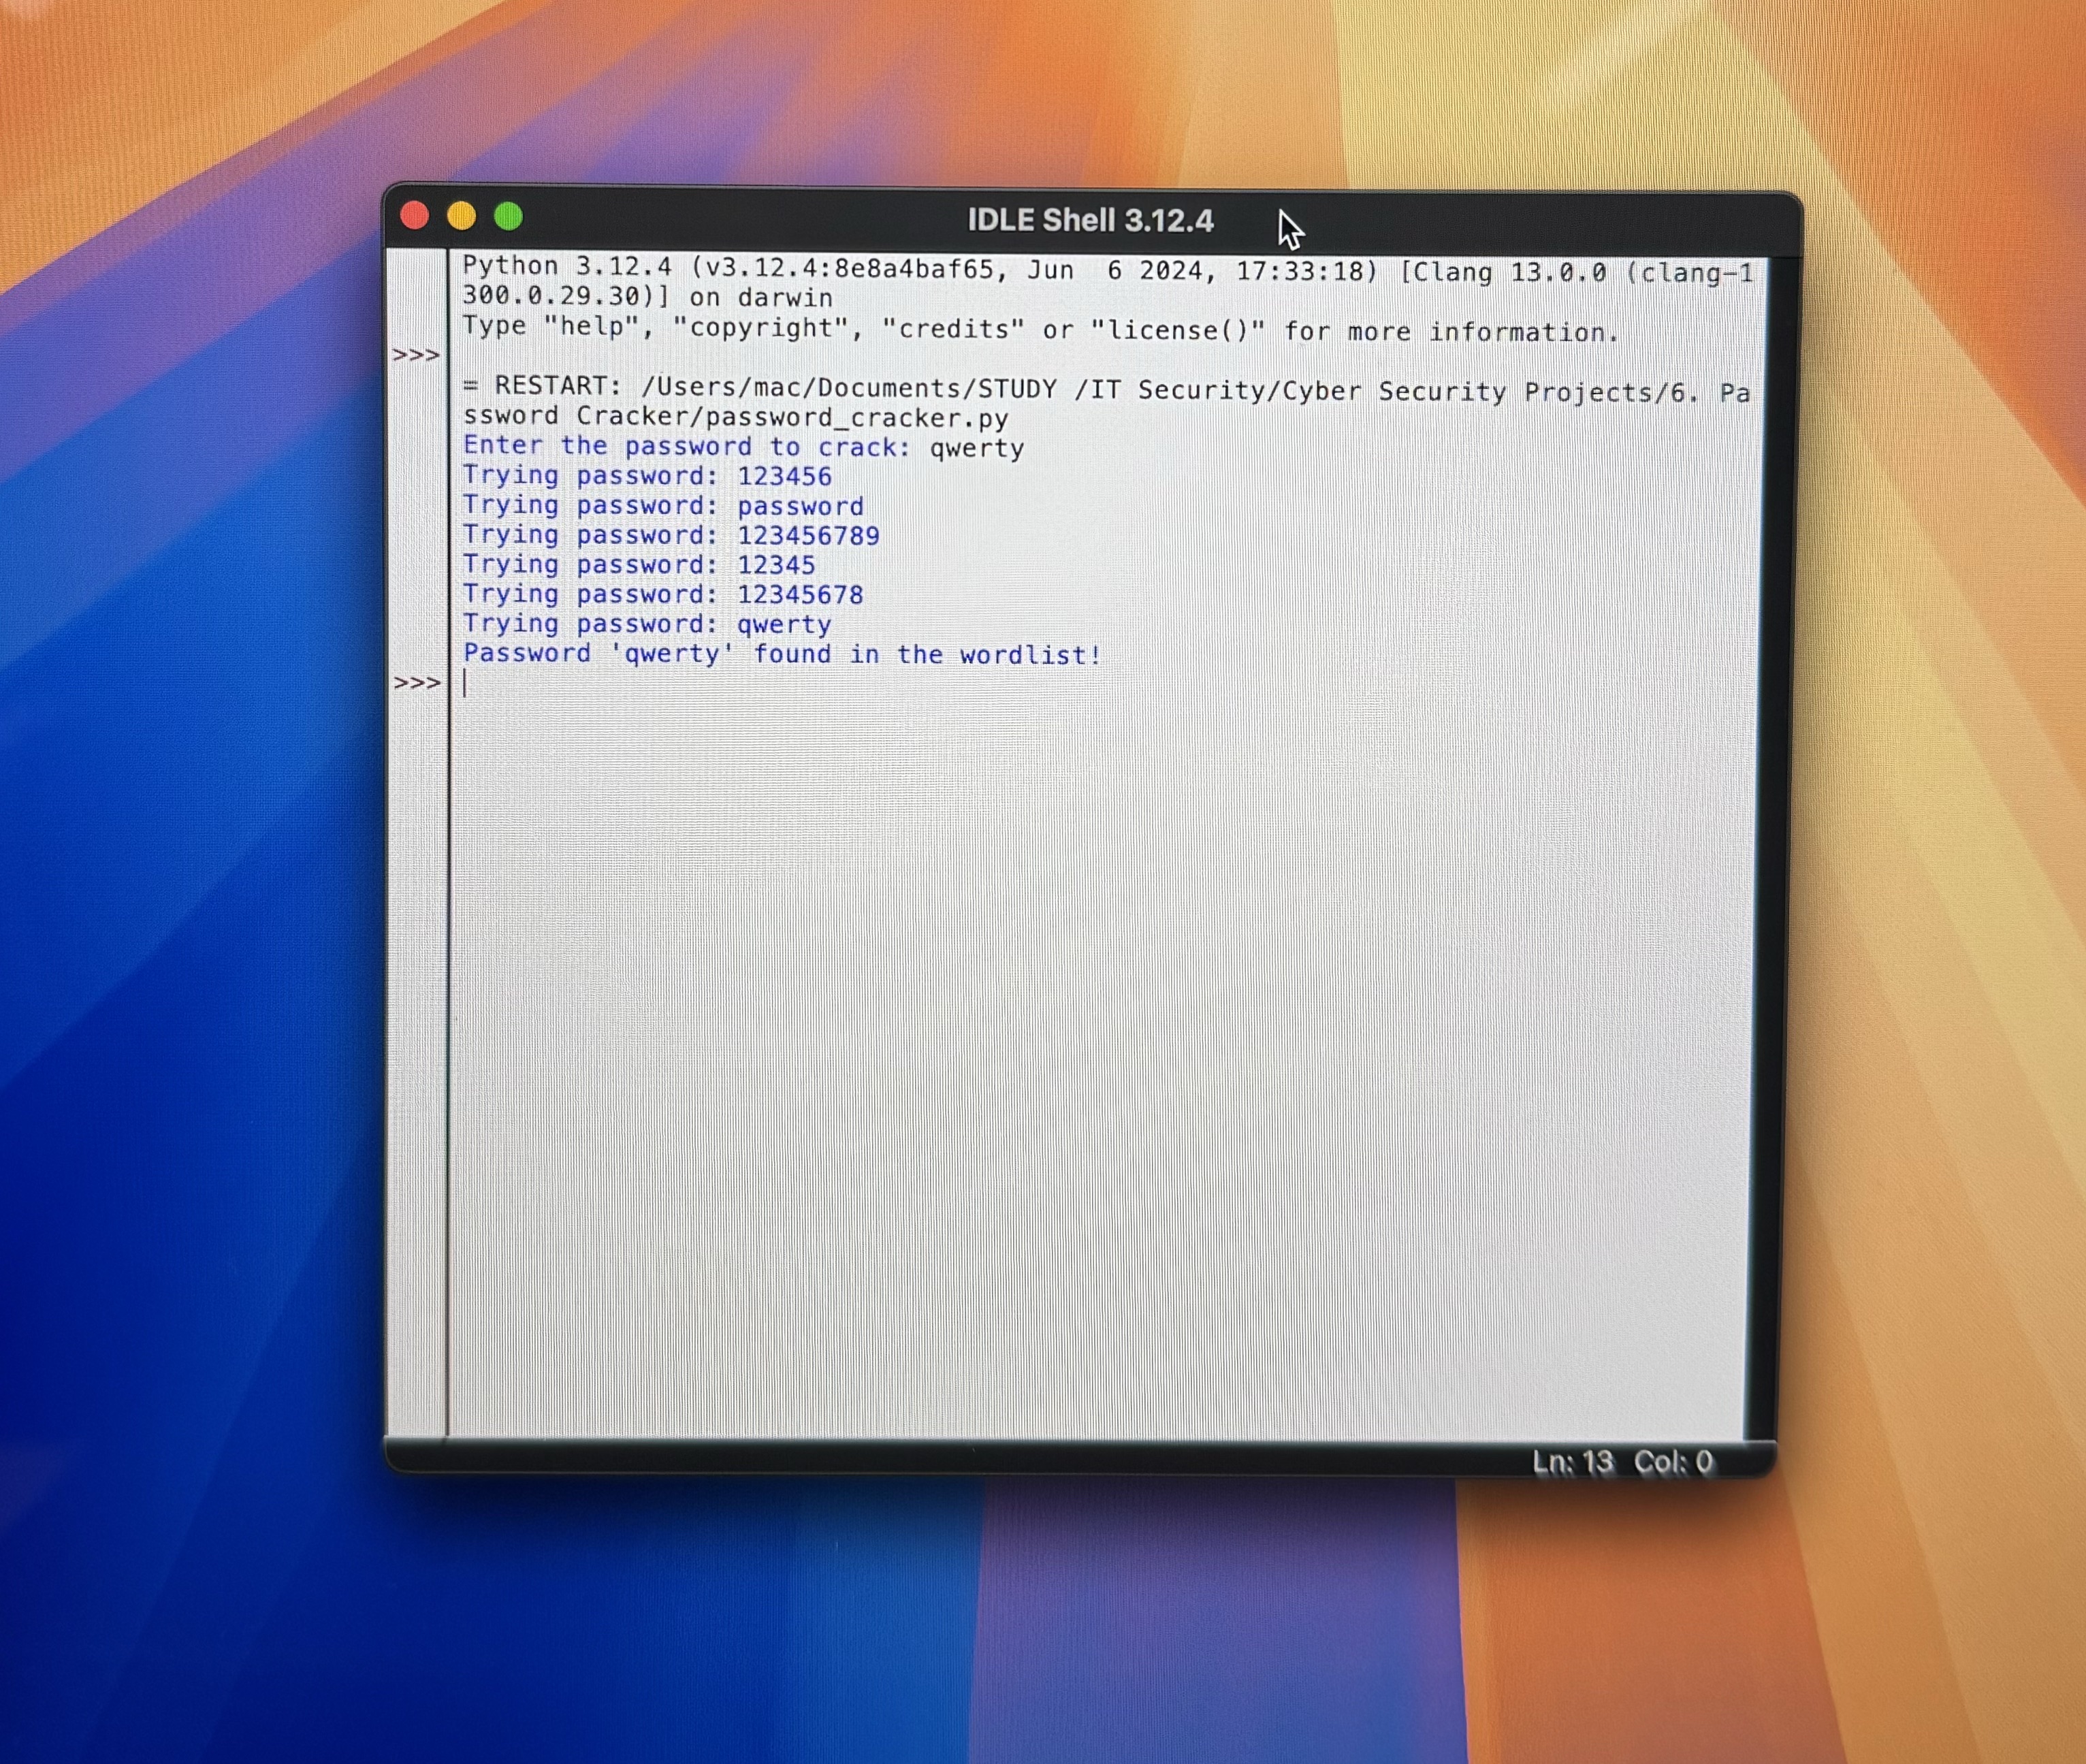 IDLE Shell 3.12.4
Python 3.12.4 (v3.12.4:8e8a4baf65, Jun  6 2024, 17:33:18) [Clang 13.0.0 (clang-1
300.0.29.30)] on darwin
Type "help", "copyright", "credits" or "license()" for more information.
>>>
= RESTART: /Users/mac/Documents/STUDY /IT Security/Cyber Security Projects/6. Pa
ssword Cracker/password_cracker.py
Enter the password to crack: qwerty
Trying password: 123456
Trying password: password
Trying password: 123456789
Trying password: 12345
Trying password: 12345678
Trying password: qwerty
Password 'qwerty' found in the wordlist!
>>>
Ln: 13  Col: 0